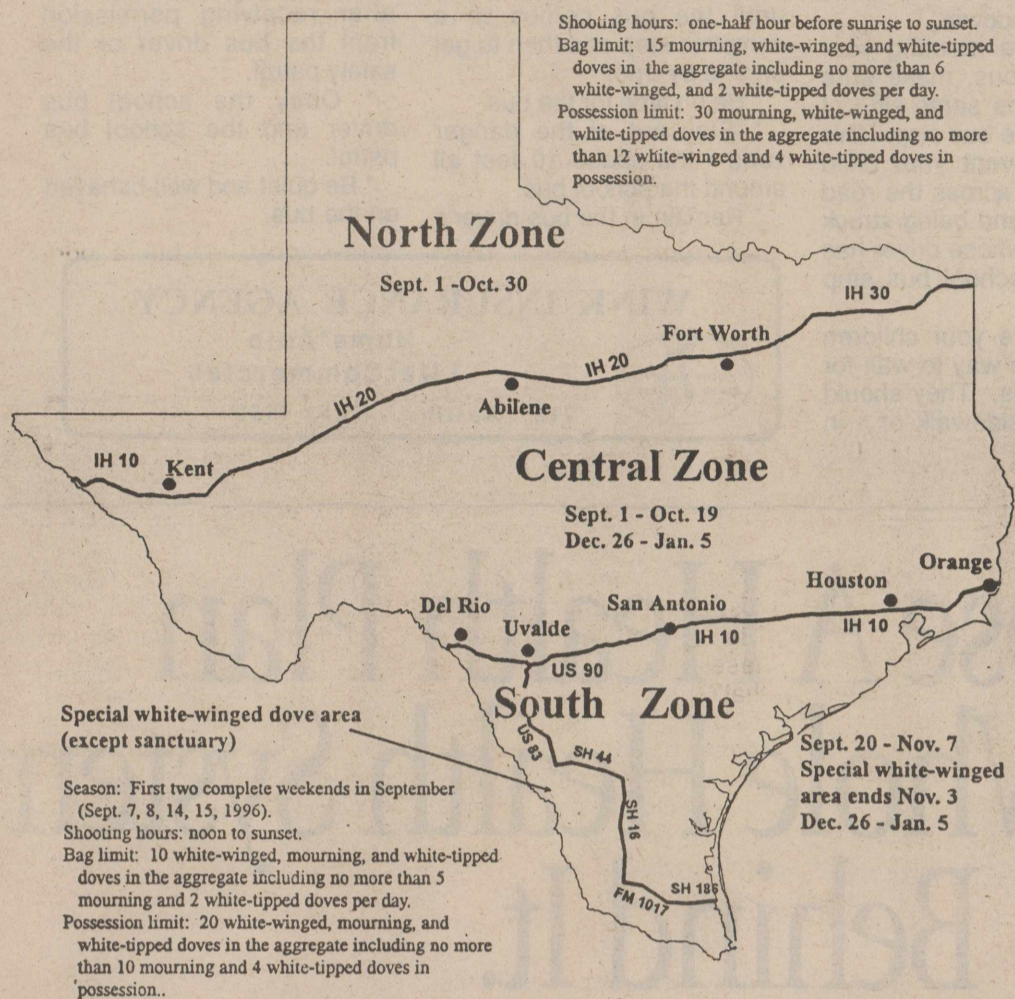 Shooting hours: one-half hour before sunrise to sunset.
Bag limit: 15 mourning, white-winged, and white-tipped
doves in the aggregate including no more than 6
white-winged, and 2 white-tipped doves per day.
Possession limit: 30 mourning, white-winged, and
white-tipped doves in the aggregate including no more
than 12 white-winged and 4 white-tipped doves in
possession.
North Zone
Sept. 1 -Oct. 30
IH 30
Fort Worth
IH 20
IH 20
Abilene
IH 10
Kent
Central Zone
Sept. 1 - Oct. 19
Dec. 26 - Jan. 5
Orange
Houston
San Antonio
Del Rio
Uvalde
IH 10
IH 10
US 90
South Zone
US 83
SH 44
SH 16
FM 1017
SH 186
Sept. 20 - Nov. 7
Special white-winged
area ends Nov. 3
Dec. 26 - Jan. 5
Special white-winged dove area
(except sanctuary)
Season: First two complete weekends in September
(Sept. 7, 8, 14, 15, 1996).
Shooting hours: noon to sunset.
Bag limit: 10 white-winged, mourning, and white-tipped
doves in the aggregate including no more than 5
mourning and 2 white-tipped doves per day.
Possession limit: 20 white-winged, mourning, and
white-tipped doves in the aggregate including no more
than 10 mourning and 4 white-tipped doves in
possession..